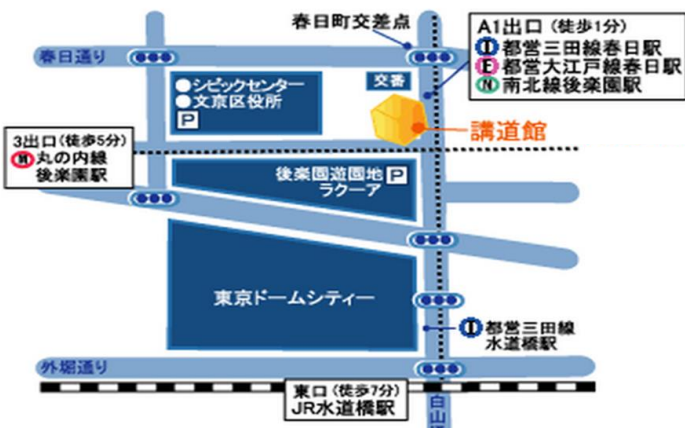 春日町交差点
A1出口 (徒歩1分)
I 都営三田線春日駅
E 都営大江戸線春日駅
N 南北線後楽園駅
春日通り
交番
●シビックセンター
●文京区役所
P
講道館
3出口 (徒歩5分)
M 丸の内線
後楽園駅
後楽園遊園地 P
ラクーア
東京ドームシティー
I 都営三田線
水道橋駅
外堀通り
東口 (徒歩7分)
JR水道橋駅
白山